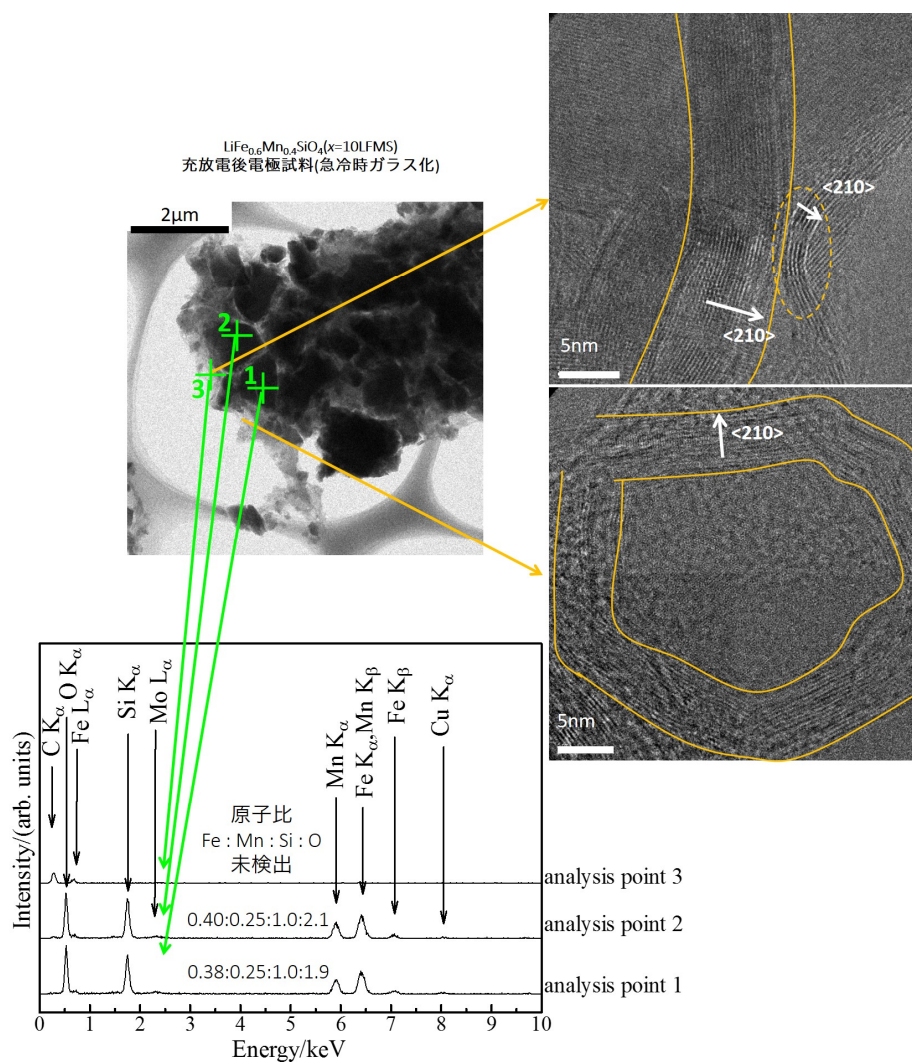 LiFe0.6Mn0.4SiO4(x=10LFMS)
充放電後電極試料(急冷時ガラス化)
2μm
2
3
1
<210>
<210>
5nm
<210>
5nm
C Kα
O Kα
Fe Lα
Si Kα
Mo Lα
Mn Kα
Fe Kα,Mn Kβ
Fe Kβ
Cu Kα
原子比
Fe : Mn : Si : O
未検出
analysis point 3
0.40:0.25:1.0:2.1
analysis point 2
0.38:0.25:1.0:1.9
analysis point 1
Intensity/(arb. units)
0 1 2 3 4 5 6 7 8 9 10
Energy/keV